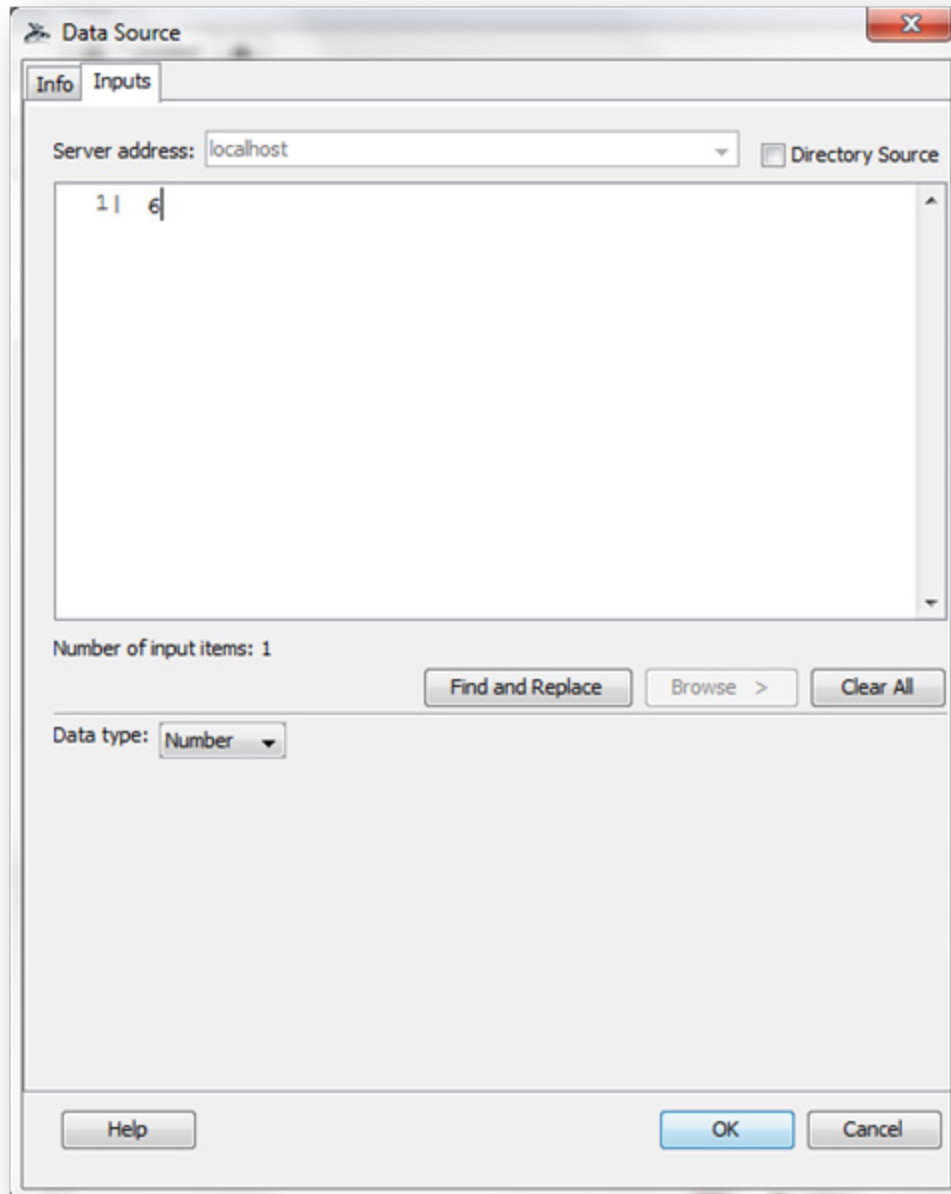 Data Source
Info Inputs
Server address: localhost Directory Source
1| 6
Number of input items: 1
Find and Replace Browse > Clear All
Data type: Number
Help OK Cancel